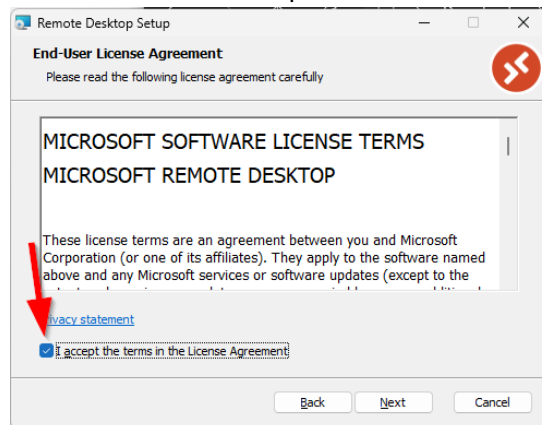 Remote Desktop Setup
End-User License Agreement
Please read the following license agreement carefully
MICROSOFT SOFTWARE LICENSE TERMS
MICROSOFT REMOTE DESKTOP
These license terms are an agreement between you and Microsoft
Corporation (or one of its affiliates). They apply to the software named
above and any Microsoft services or software updates (except to the
statement
I accept the terms in the License Agreement
Back Next Cancel